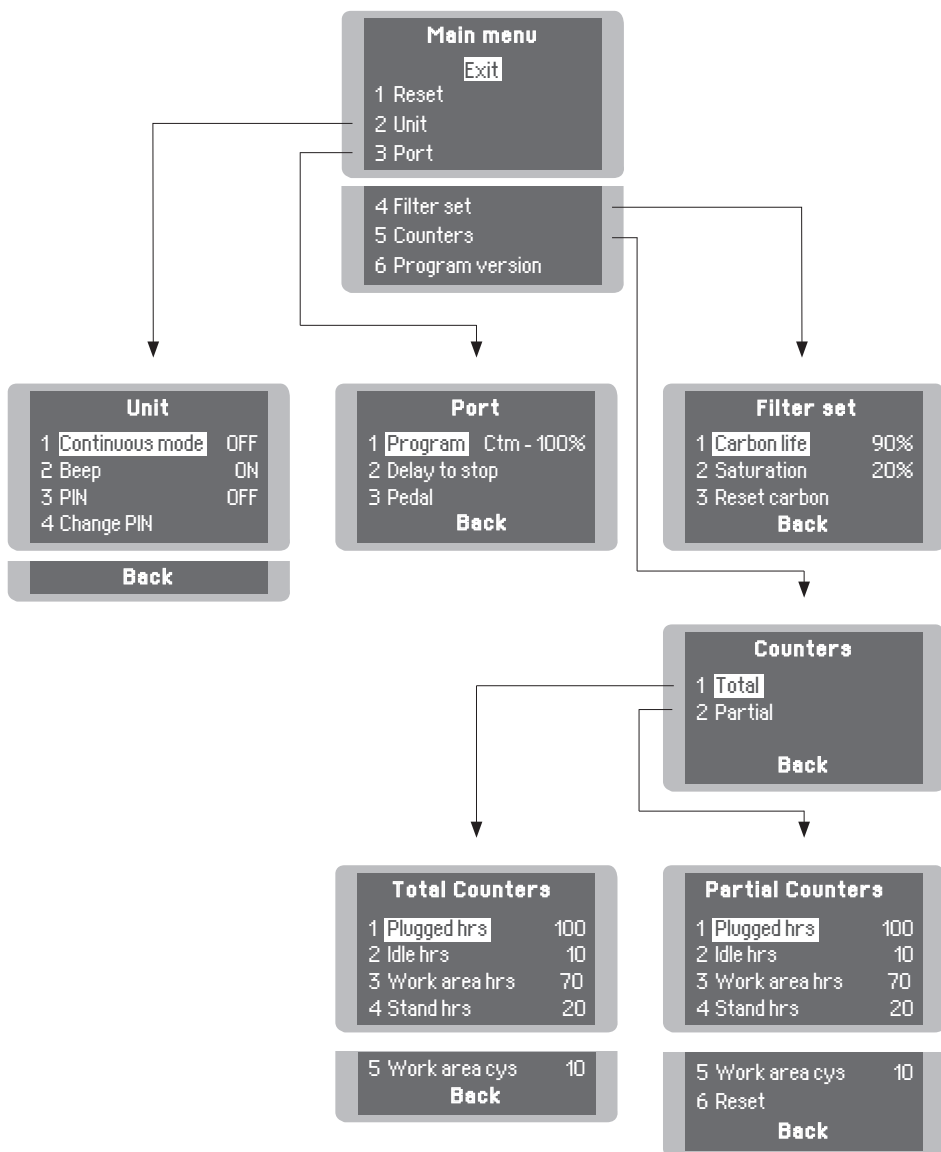 Main menu
Exit
1 Reset
2 Unit
3 Port
4 Filter set
5 Counters
6 Program version
Unit
1 Continuous mode OFF
2 Beep ON
3 PIN OFF
4 Change PIN
Back
Port
1 Program Ctm - 100%
2 Delay to stop
3 Pedal
Back
Filter set
1 Carbon life 90%
2 Saturation 20%
3 Reset carbon
Back
Counters
1 Total
2 Partial
Back
Total Counters
1 Plugged hrs 100
2 Idle hrs 10
3 Work area hrs 70
4 Stand hrs 20
5 Work area cys 10
Back
Partial Counters
1 Plugged hrs 100
2 Idle hrs 10
3 Work area hrs 70
4 Stand hrs 20
5 Work area cys 10
6 Reset
Back